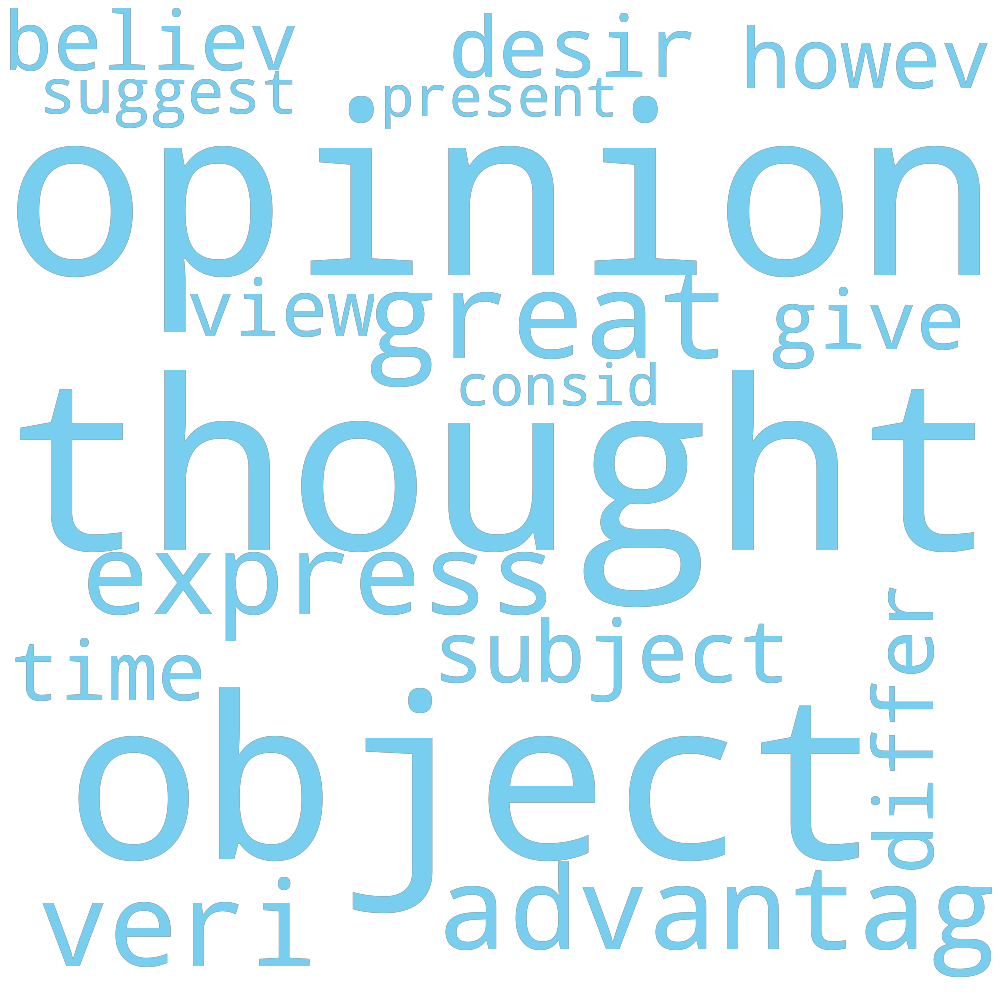 believ
desir
howev
suggest
present
opinion
view
great
give
consid
thought
express
differ
subject
time
object
veri
advantag